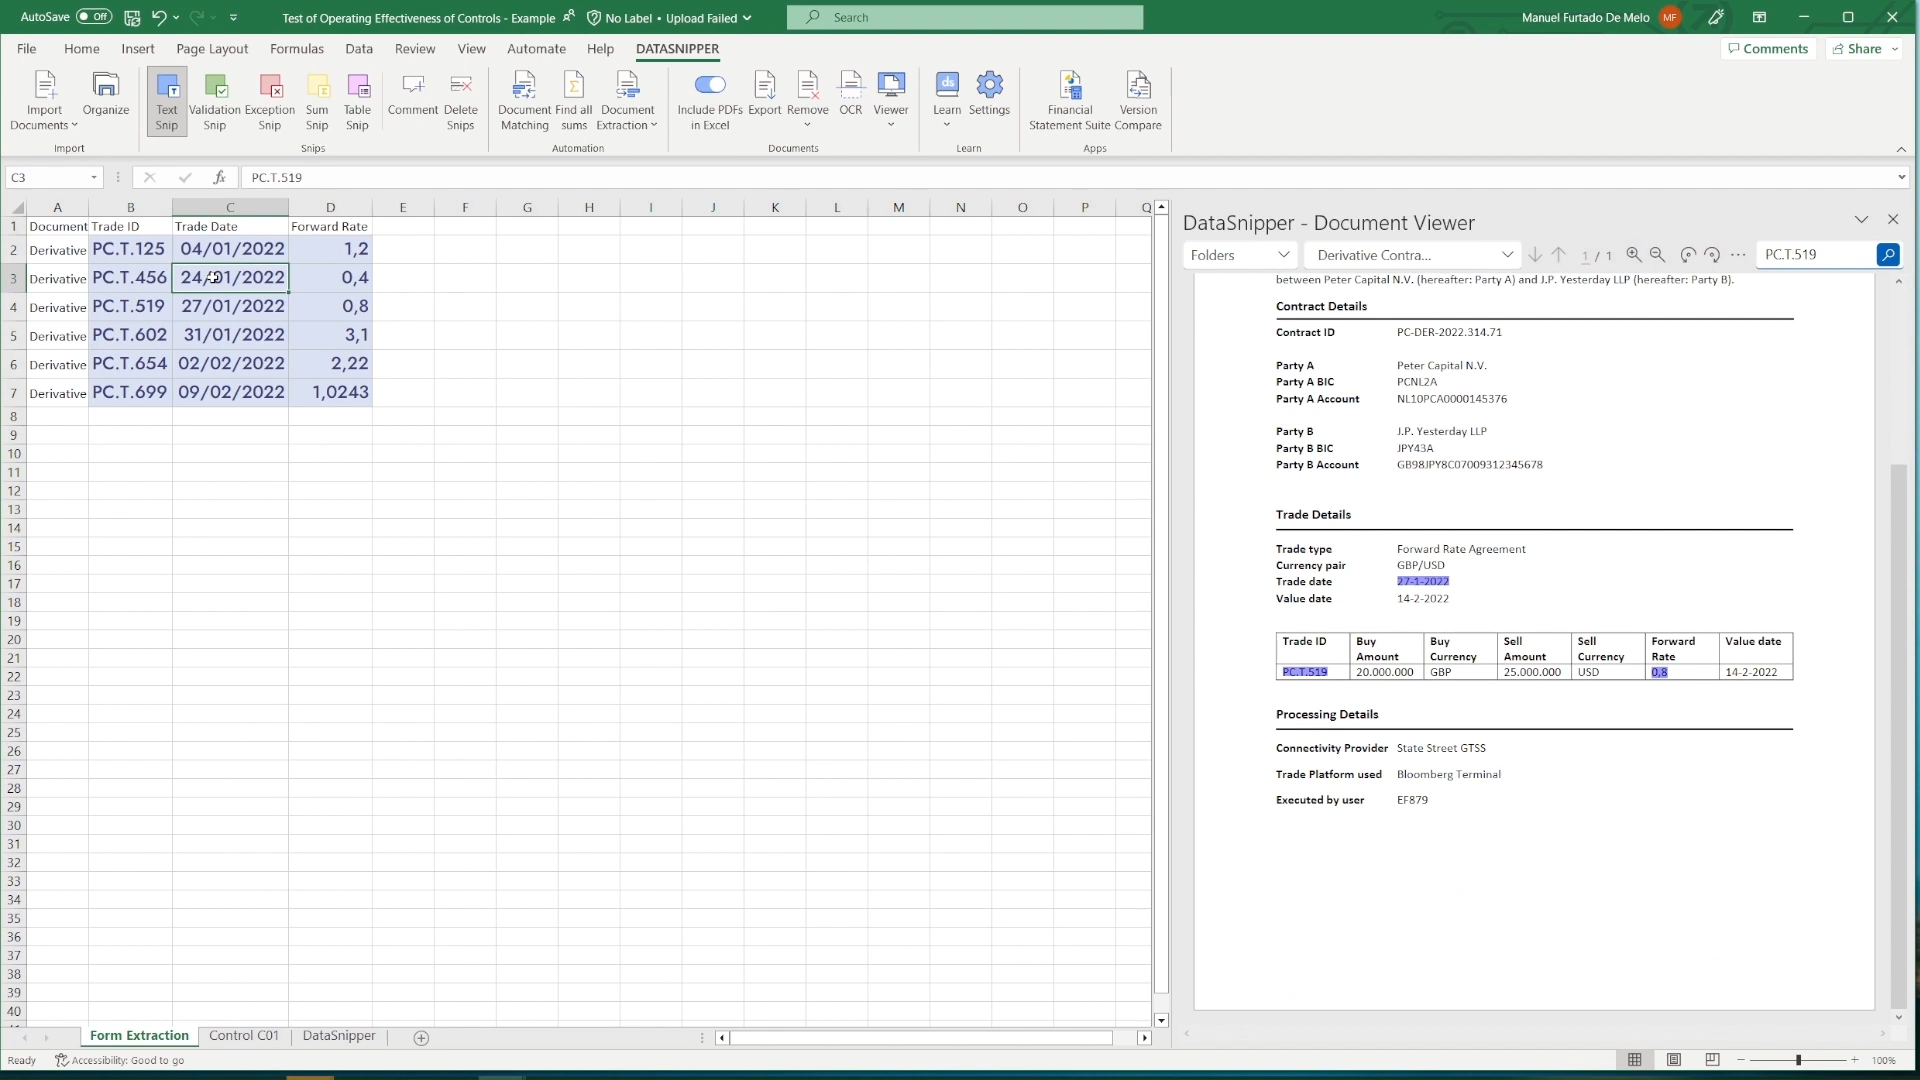 AutoSave Off Test of Operating Effectiveness of Controls - Example No Label • Upload Failed Search Manuel Furtado De Melo MF
File Home Insert Page Layout Formulas Data Review View Automate Help DATASNIPPER Comments Share
Import Documents Organize Text Snip Validation Snip Exception Snip Sum Snip Table Snip Comment Delete Snips Document Matching Find all sums Document Extraction Include PDFs in Excel Export Remove OCR Viewer Learn Settings Financial Statement Suite Version Compare
Import Snips Automation Documents Learn Apps
C3 fx PC.T.519
A B C D E F G H I J K L M N O P Q
1 Document Trade ID Trade Date Forward Rate
2 Derivative PC.T.125 04/01/2022 1,2
3 Derivative PC.T.456 24/01/2022 0,4
4 Derivative PC.T.519 27/01/2022 0,8
5 Derivative PC.T.602 31/01/2022 3,1
6 Derivative PC.T.654 02/02/2022 2,22
7 Derivative PC.T.699 09/02/2022 1,0243
8
9
10
11
12
13
14
15
16
17
18
19
20
21
22
23
24
25
26
27
28
29
30
31
32
33
34
35
36
37
38
39
40
DataSnipper - Document Viewer
Folders Derivative Contra... 1 / 1 ... PC.T.519
between Peter Capital N.V. (hereafter: Party A) and J.P. Yesterday LLP (hereafter: Party B).
Contract Details
Contract ID PC-DER-2022.314.71
Party A Peter Capital N.V.
Party A BIC PCNL2A
Party A Account NL10PCA0000145376
Party B J.P. Yesterday LLP
Party B BIC JPY43A
Party B Account GB98JPY8C07009312345678
Trade Details
Trade type Forward Rate Agreement
Currency pair GBP/USD
Trade date 27-1-2022
Value date 14-2-2022
Trade ID Buy Amount Buy Currency Sell Amount Sell Currency Forward Rate Value date
PC.T.519 20.000.000 GBP 25.000.000 USD 0,8 14-2-2022
Processing Details
Connectivity Provider State Street GTSS
Trade Platform used Bloomberg Terminal
Executed by user EF879
Form Extraction Control C01 DataSnipper
Ready Accessibility: Good to go 100%